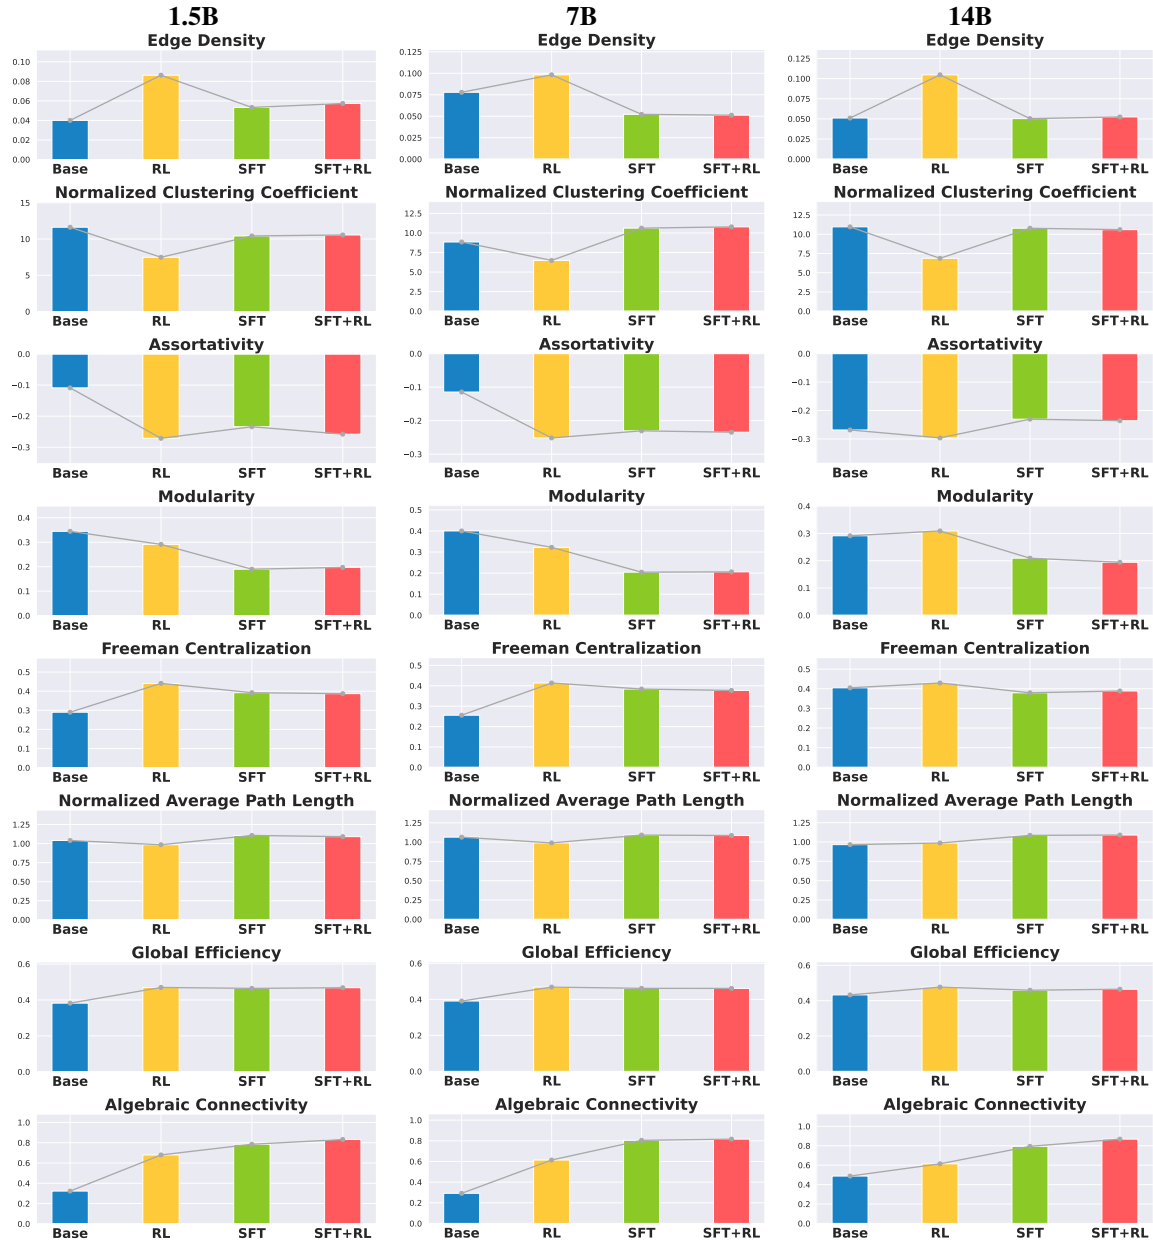 1.5B 7B 14B
Edge Density Edge Density Edge Density
0.10 0.08 0.06 0.04 0.02 0.00
0.125 0.100 0.075 0.050 0.025 0.000
0.125 0.100 0.075 0.050 0.025 0.000
Base RL SFT SFT+RL Base RL SFT SFT+RL Base RL SFT SFT+RL
Normalized Clustering Coefficient Normalized Clustering Coefficient Normalized Clustering Coefficient
15 10 5 0
12.5 10.0 7.5 5.0 2.5 0.0
12.5 10.0 7.5 5.0 2.5 0.0
Base RL SFT SFT+RL Base RL SFT SFT+RL Base RL SFT SFT+RL
Assortativity Assortativity Assortativity
0.0 −0.1 −0.2 −0.3
0.0 −0.1 −0.2 −0.3
0.0 −0.1 −0.2 −0.3
Base RL SFT SFT+RL Base RL SFT SFT+RL Base RL SFT SFT+RL
Modularity Modularity Modularity
0.4 0.3 0.2 0.1 0.0
0.5 0.4 0.3 0.2 0.1 0.0
0.4 0.3 0.2 0.1 0.0
Base RL SFT SFT+RL Base RL SFT SFT+RL Base RL SFT SFT+RL
Freeman Centralization Freeman Centralization Freeman Centralization
0.5 0.4 0.3 0.2 0.1 0.0
0.5 0.4 0.3 0.2 0.1 0.0
0.5 0.4 0.3 0.2 0.1 0.0
Base RL SFT SFT+RL Base RL SFT SFT+RL Base RL SFT SFT+RL
Normalized Average Path Length Normalized Average Path Length Normalized Average Path Length
1.25 1.00 0.75 0.50 0.25 0.00
1.25 1.00 0.75 0.50 0.25 0.00
1.25 1.00 0.75 0.50 0.25 0.00
Base RL SFT SFT+RL Base RL SFT SFT+RL Base RL SFT SFT+RL
Global Efficiency Global Efficiency Global Efficiency
0.6 0.4 0.2 0.0
0.6 0.4 0.2 0.0
0.6 0.4 0.2 0.0
Base RL SFT SFT+RL Base RL SFT SFT+RL Base RL SFT SFT+RL
Algebraic Connectivity Algebraic Connectivity Algebraic Connectivity
1.0 0.8 0.6 0.4 0.2 0.0
1.0 0.8 0.6 0.4 0.2 0.0
1.0 0.8 0.6 0.4 0.2 0.0
Base RL SFT SFT+RL Base RL SFT SFT+RL Base RL SFT SFT+RL